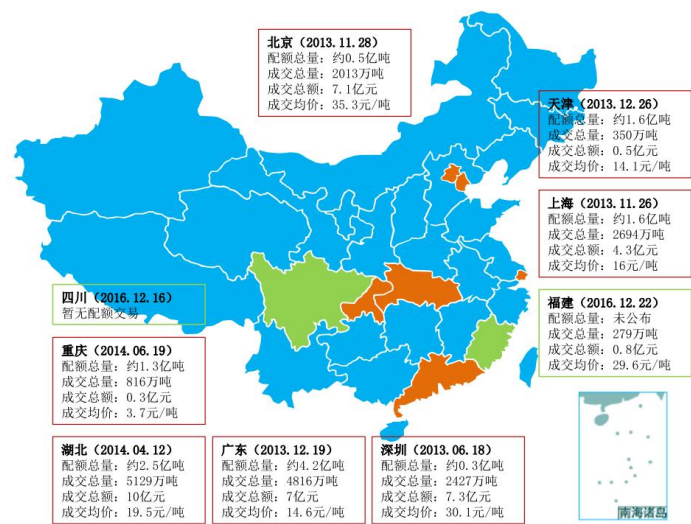 北京（2013.11.28）
配额总量：约0.5亿吨
成交总量：2013万吨
成交总额：7.1亿元
成交均价：35.3元/吨
天津（2013.12.26）
配额总量：约1.6亿吨
成交总量：350万吨
成交总额：0.5亿元
成交均价：14.1元/吨
上海（2013.11.26）
配额总量：约1.6亿吨
成交总量：2694万吨
成交总额：4.3亿元
成交均价：16元/吨
四川（2016.12.16）
暂无配额交易
福建（2016.12.22）
配额总量：未公布
成交总量：279万吨
成交总额：0.8亿元
成交均价：29.6元/吨
重庆（2014.06.19）
配额总量：约1.3亿吨
成交总量：816万吨
成交总额：0.3亿元
成交均价：3.7元/吨
湖北（2014.04.12）
配额总量：约2.5亿吨
成交总量：5129万吨
成交总额：10亿元
成交均价：19.5元/吨
广东（2013.12.19）
配额总量：约4.2亿吨
成交总量：4816万吨
成交总额：7亿元
成交均价：14.6元/吨
深圳（2013.06.18）
配额总量：约0.3亿吨
成交总量：2427万吨
成交总额：7.3亿元
成交均价：30.1元/吨
南海诸岛